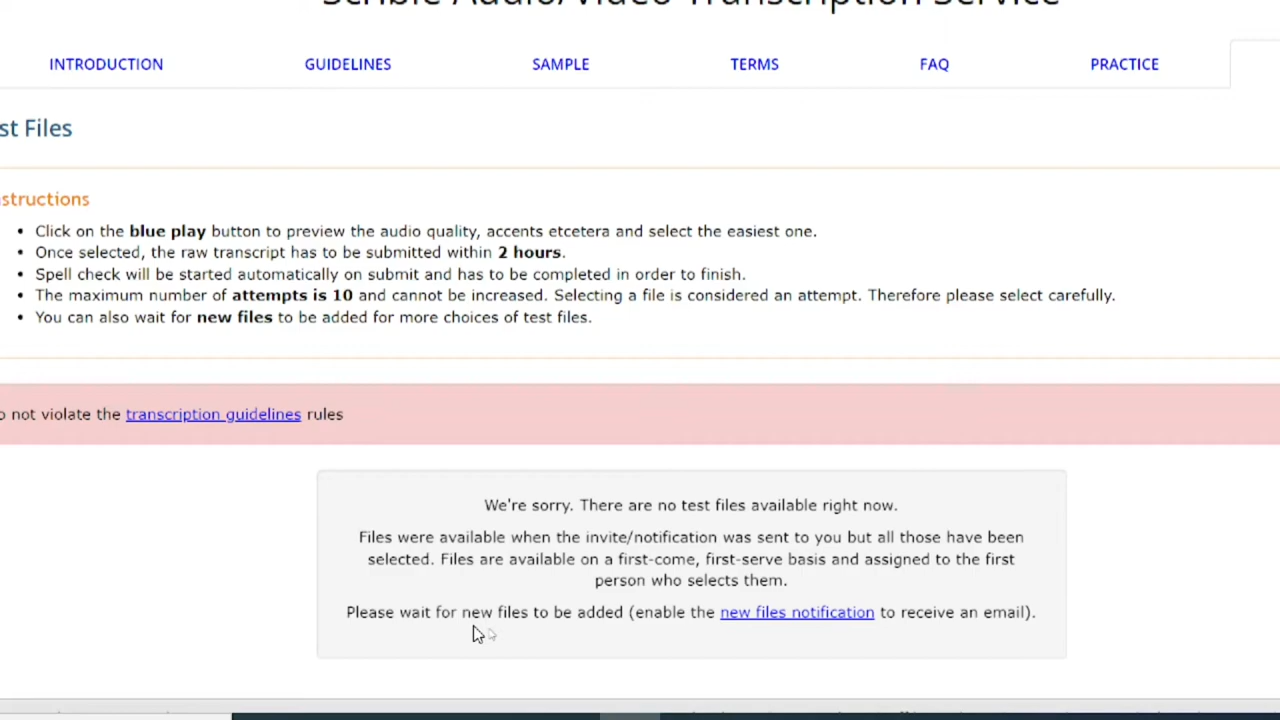 Scribie Audio/Video Transcription Service
INTRODUCTION GUIDELINES SAMPLE TERMS FAQ PRACTICE
st Files
structions
• Click on the blue play button to preview the audio quality, accents etcetera and select the easiest one.
• Once selected, the raw transcript has to be submitted within 2 hours.
• Spell check will be started automatically on submit and has to be completed in order to finish.
• The maximum number of attempts is 10 and cannot be increased. Selecting a file is considered an attempt. Therefore please select carefully.
• You can also wait for new files to be added for more choices of test files.
o not violate the transcription guidelines rules
We're sorry. There are no test files available right now.
Files were available when the invite/notification was sent to you but all those have been
selected. Files are available on a first-come, first-serve basis and assigned to the first
person who selects them.
Please wait for new files to be added (enable the new files notification to receive an email).